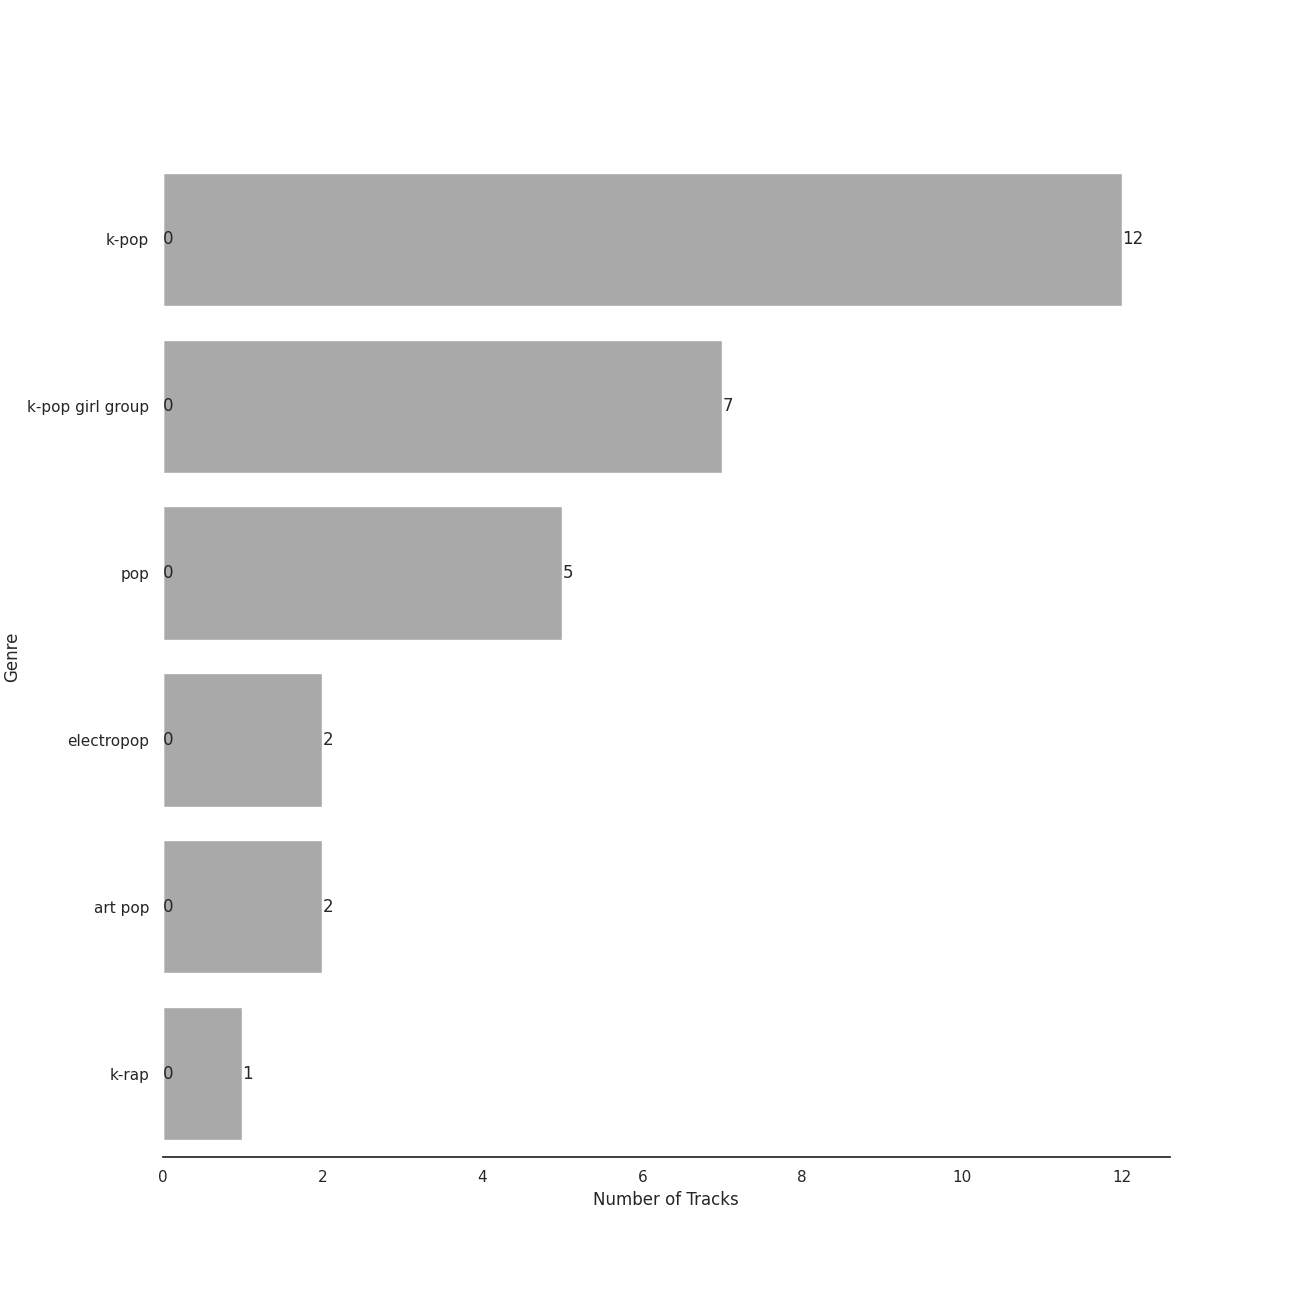 k-pop 0 12
k-pop girl group 0 7
pop 0 5
Genre
electropop 0 2
art pop 0 2
k-rap 0 1
0 2 4 6 8 10 12
Number of Tracks